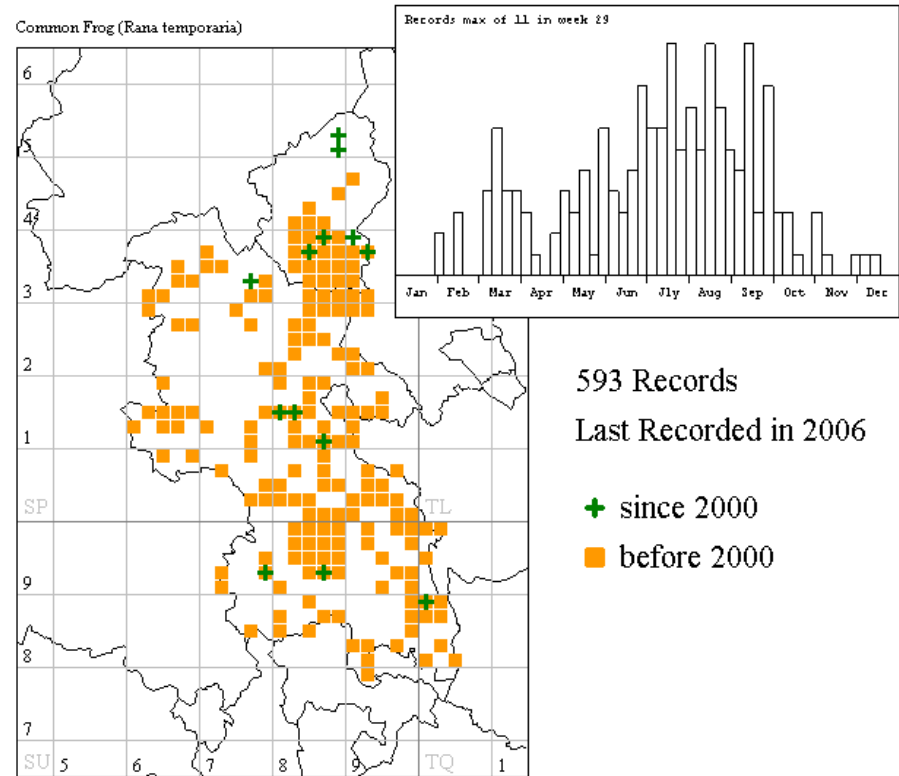 Common Frog (Rana temporaria)
Records max of 11 in week 29
Jan Feb Mar Apr May Jun Jly Aug Sep Oct Nov Dec
6
5
4
3
2
1
SP TL
9
8
7
SU 5 6 7 8 9 TQ 1
593 Records
Last Recorded in 2006
since 2000
before 2000